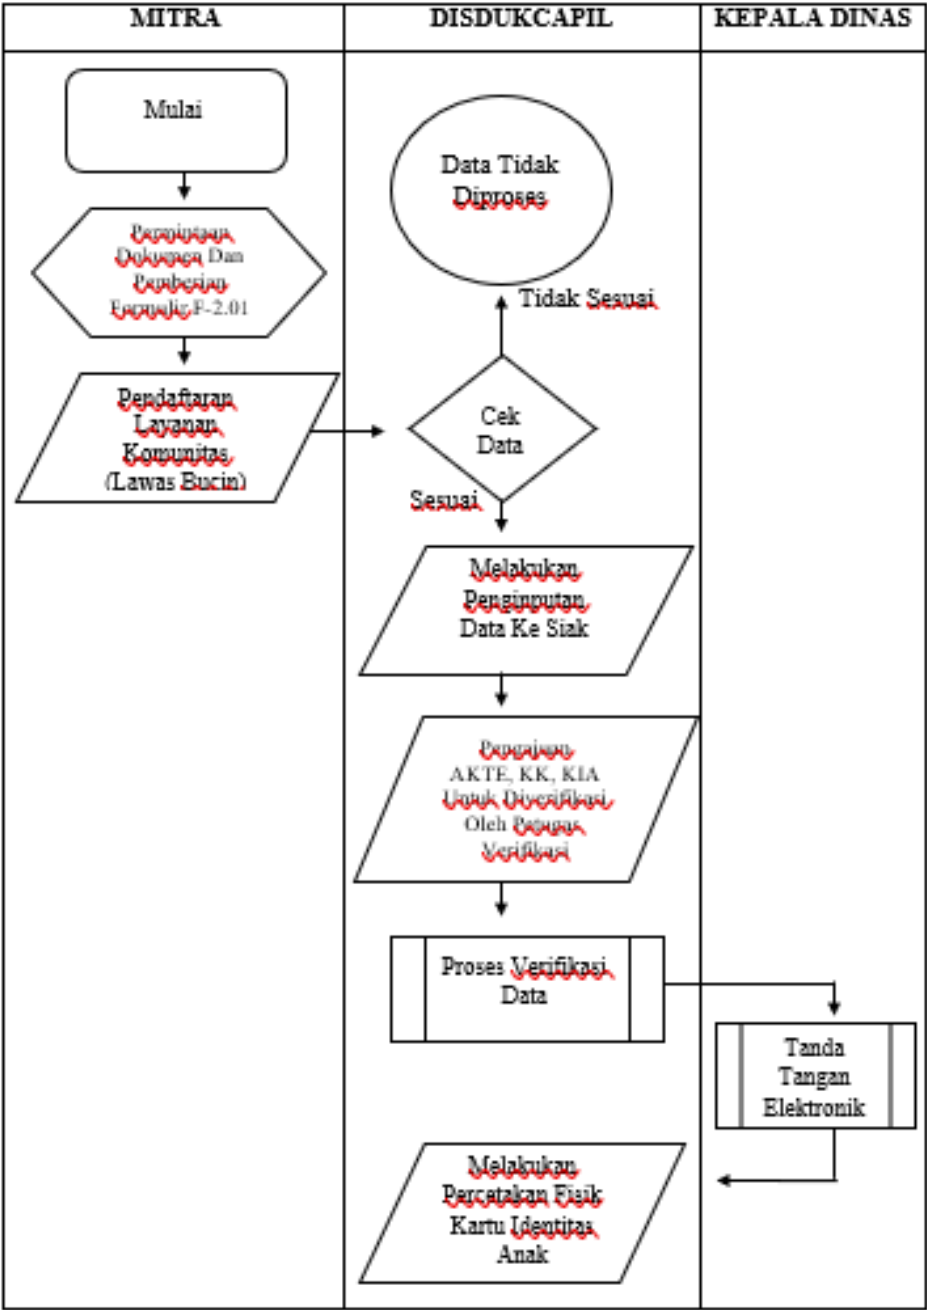 MITRA
DISDUKCAPIL
KEPALA DINAS
Mulai
Permintaan
Dokumen Dan
Pemberian
Formulir F-2.01
Pendaftaran
Layanan
Komunitas
(Lawas Bucin)
Data Tidak
Diproses
Tidak Sesuai
Cek
Data
Sesuai
Melakukan
Penginputan
Data Ke Siak
Pengajuan
AKTE, KK, KIA
Untuk Diverifikasi
Oleh Petugas
Verifikasi
Proses Verifikasi
Data
Tanda
Tangan
Elektronik
Melakukan
Percetakan Fisik
Kartu Identitas
Anak